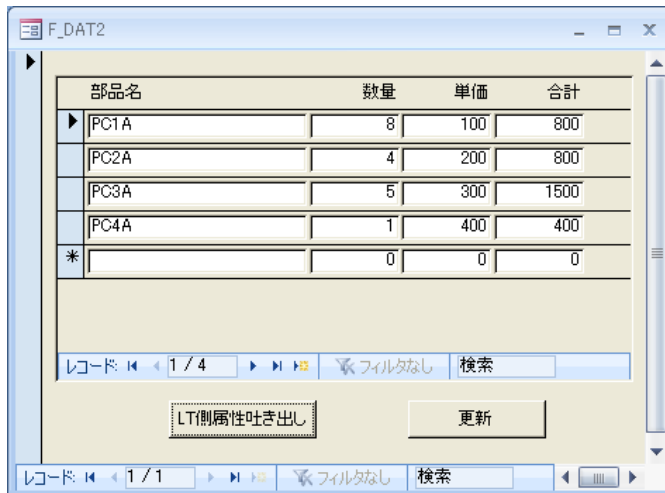 F_DAT2
部品名 数量 単価 合計
PC1A 8 100 800
PC2A 4 200 800
PC3A 5 300 1500
PC4A 1 400 400
* 0 0 0
レコード: 1 / 4 フィルタなし 検索
LT側属性吐き出し 更新
レコード: 1 / 1 フィルタなし 検索